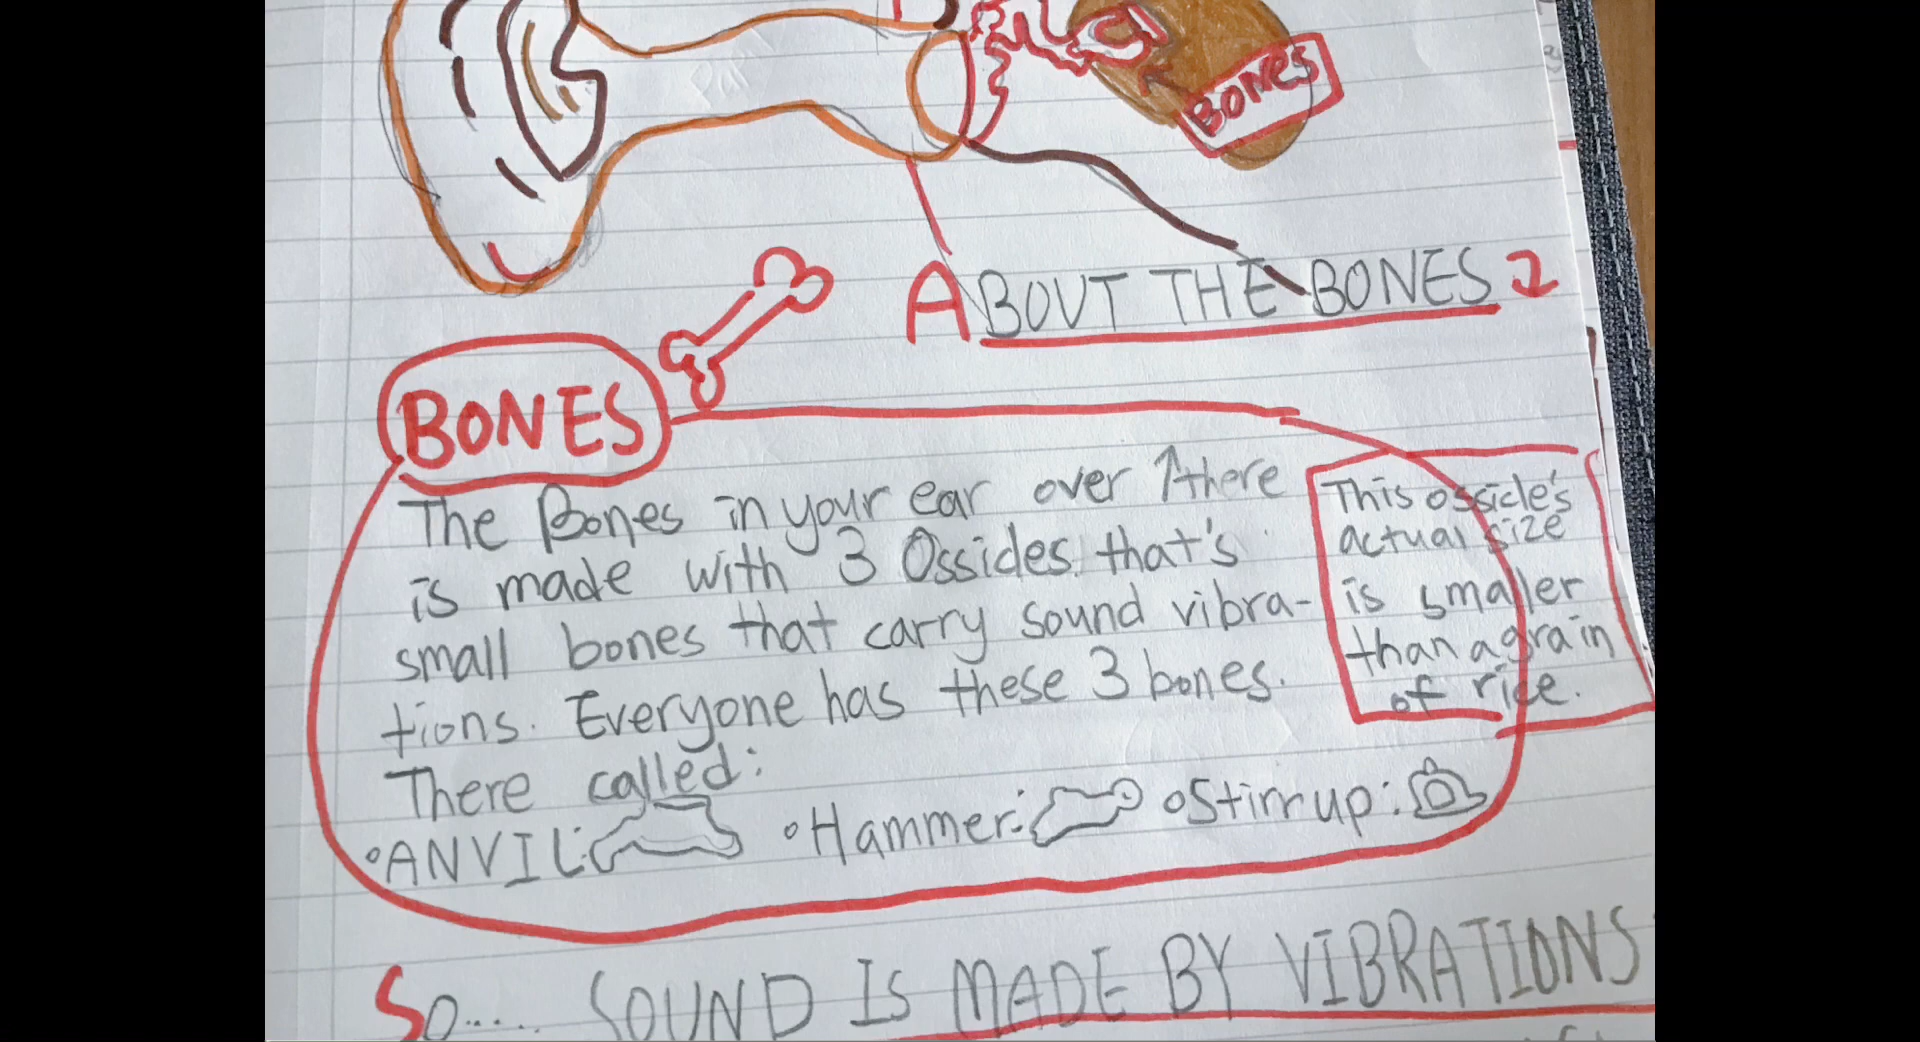 BONES
ABOUT THE BONES 2
BONES
The Bones in your ear over ↑ there
is made with 3 Ossides. that's
small bones that carry sound vibra-
tions. Everyone has these 3 bones.
There called:
°ANVIL: °Hammer: °Stirrup:
This ossicle's
actual size
is smaller
than a grain
of rice.
So..... SOUND IS MADE BY VIBRATIONS